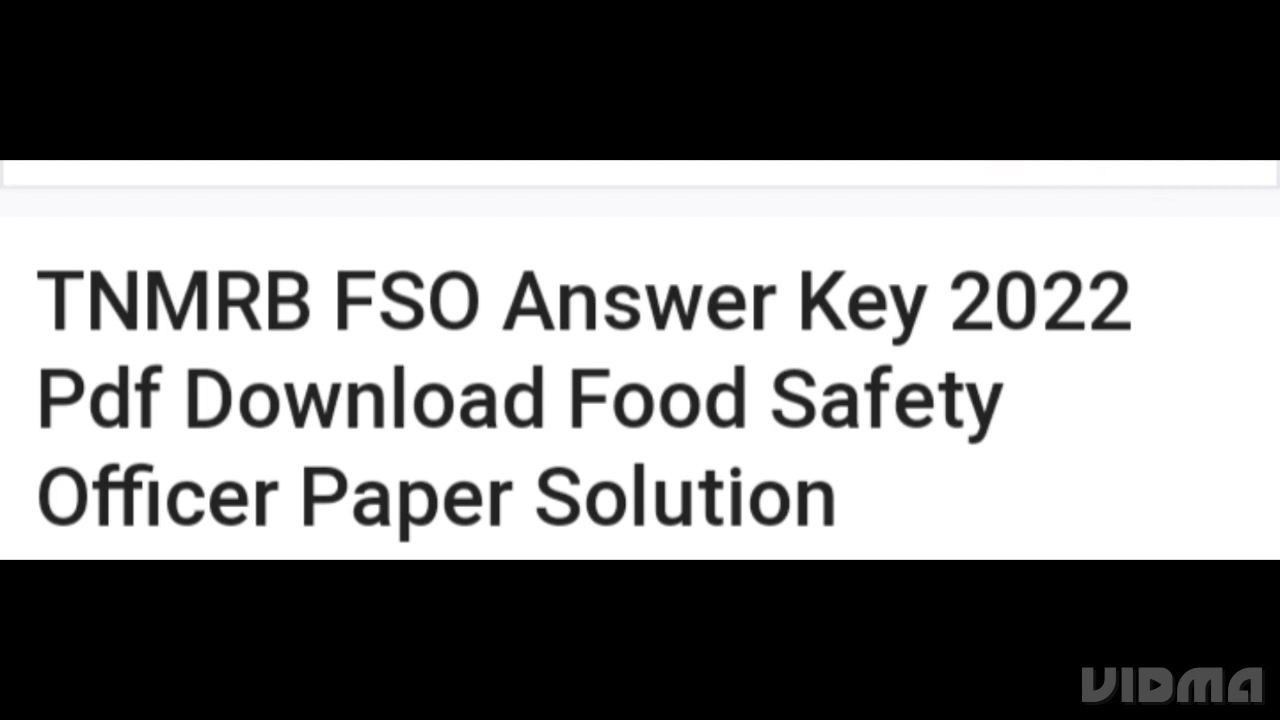 TNMRB FSO Answer Key 2022
Pdf Download Food Safety
Officer Paper Solution
VIDMA